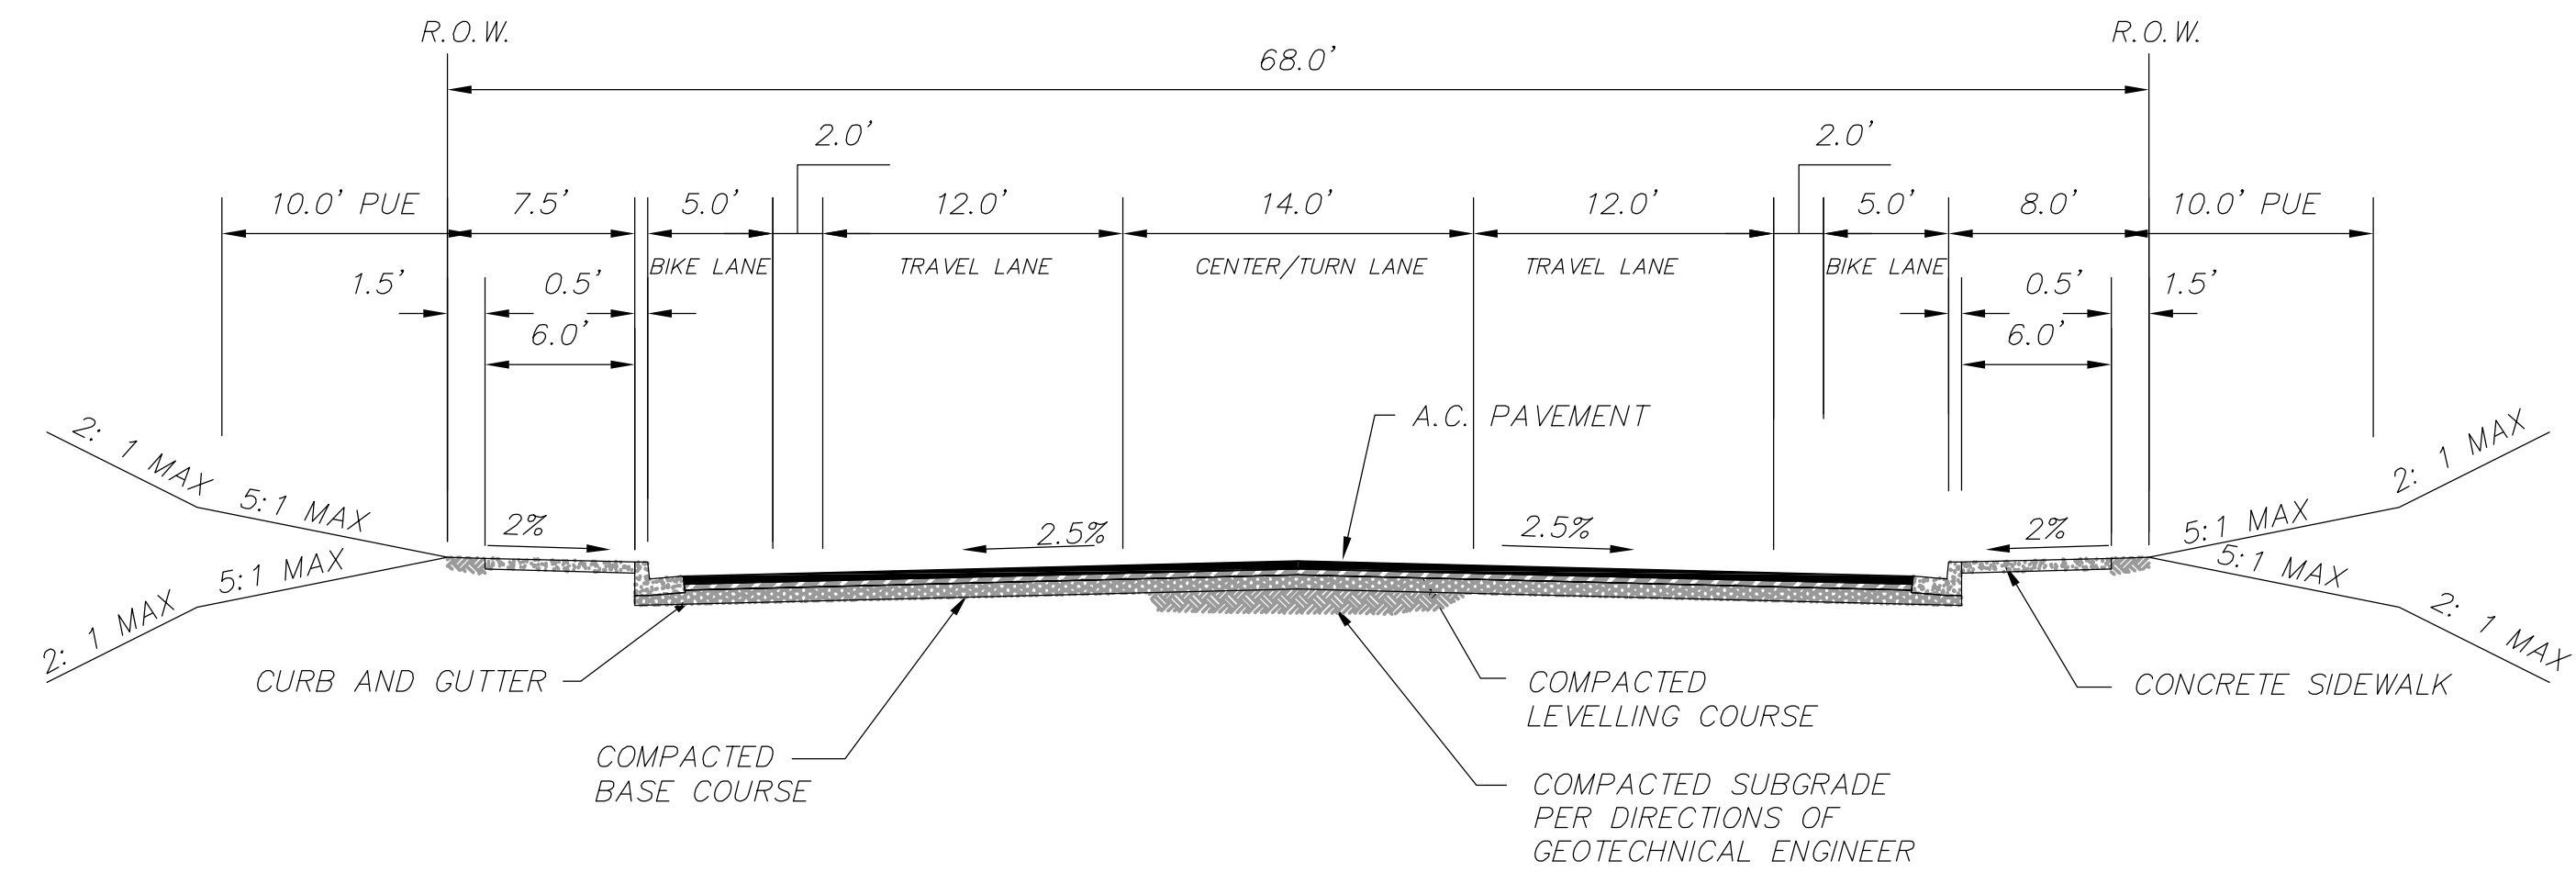 R.O.W.
R.O.W.
68.0'
2.0'
2.0'
10.0' PUE
7.5'
5.0'
12.0'
14.0'
12.0'
5.0'
8.0'
10.0' PUE
BIKE LANE
TRAVEL LANE
CENTER/TURN LANE
TRAVEL LANE
BIKE LANE
1.5'
0.5'
0.5'
1.5'
6.0'
6.0'
A.C. PAVEMENT
2: 1 MAX
5:1 MAX
2%
2.5%
2.5%
2%
5:1 MAX
2: 1 MAX
2: 1 MAX
5:1 MAX
5:1 MAX
2: 1 MAX
CURB AND GUTTER
COMPACTED
LEVELLING COURSE
CONCRETE SIDEWALK
COMPACTED
BASE COURSE
COMPACTED SUBGRADE
PER DIRECTIONS OF
GEOTECHNICAL ENGINEER